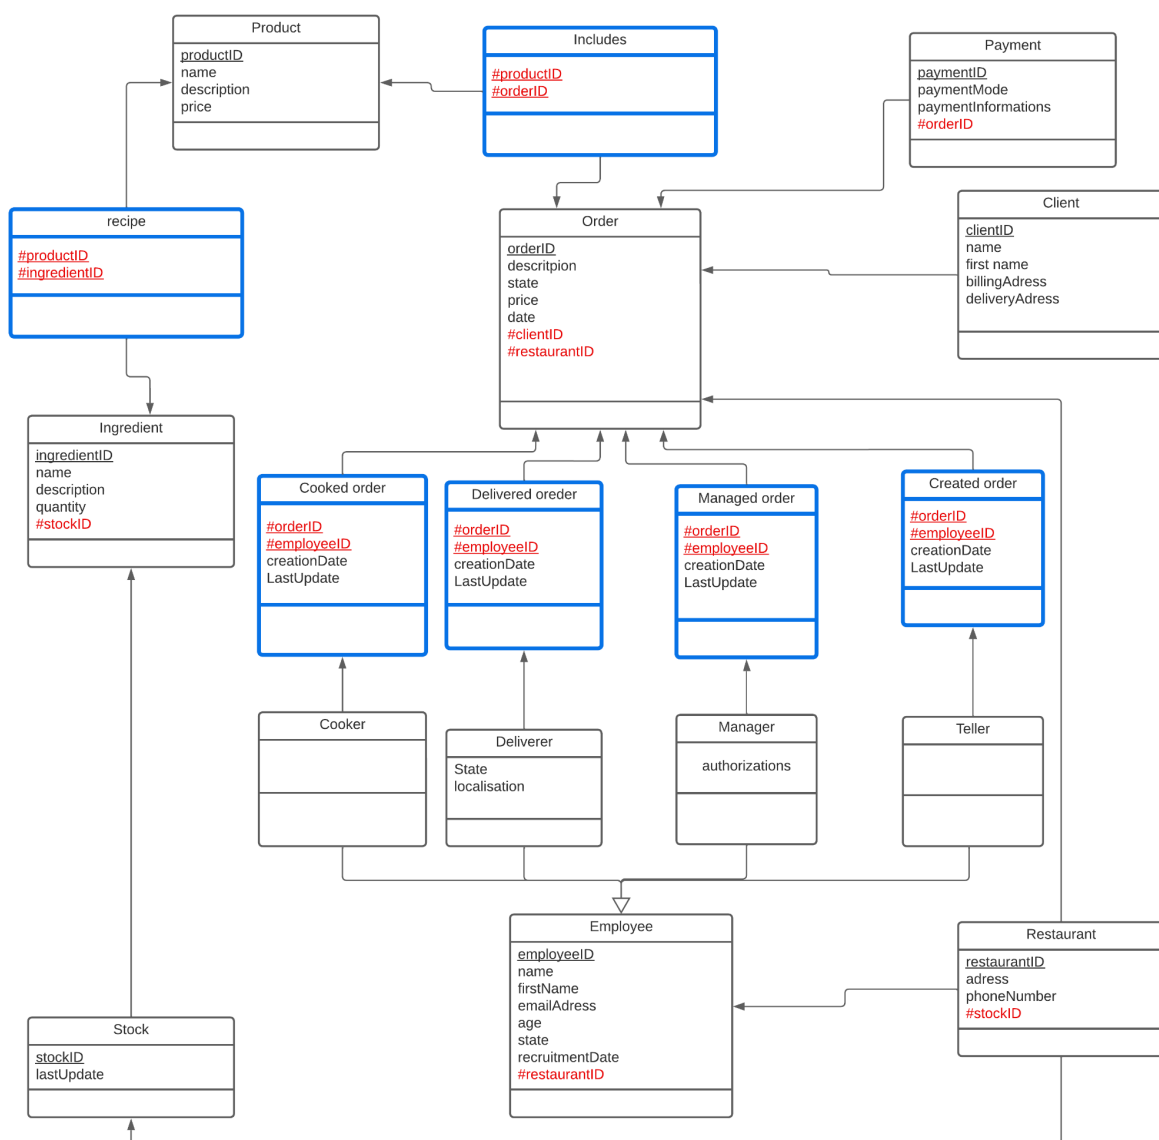 Product
productID
name
description
price
Includes
#productID
#orderID
Payment
paymentID
paymentMode
paymentInformations
#orderID
recipe
#productID
#ingredientID
Order
orderID
descritpion
state
price
date
#clientID
#restaurantID
Client
clientID
name
first name
billingAdress
deliveryAdress
Ingredient
ingredientID
name
description
quantity
#stockID
Cooked order
#orderID
#employeeID
creationDate
LastUpdate
Delivered oreder
#orderID
#employeeID
creationDate
LastUpdate
Managed order
#orderID
#employeeID
creationDate
LastUpdate
Created order
#orderID
#employeeID
creationDate
LastUpdate
Cooker
Deliverer
State
localisation
Manager
authorizations
Teller
Employee
employeeID
name
firstName
emailAdress
age
state
recruitmentDate
#restaurantID
Restaurant
restaurantID
adress
phoneNumber
#stockID
Stock
stockID
lastUpdate